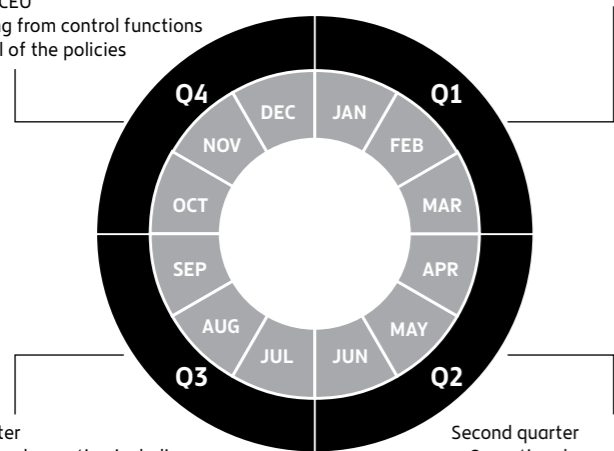 CEO
from control functions
of the policies
Q4
Q1
DEC
JAN
NOV
FEB
OCT
MAR
SEP
APR
AUG
MAY
JUL
JUN
Q3
Q2
Second quarter